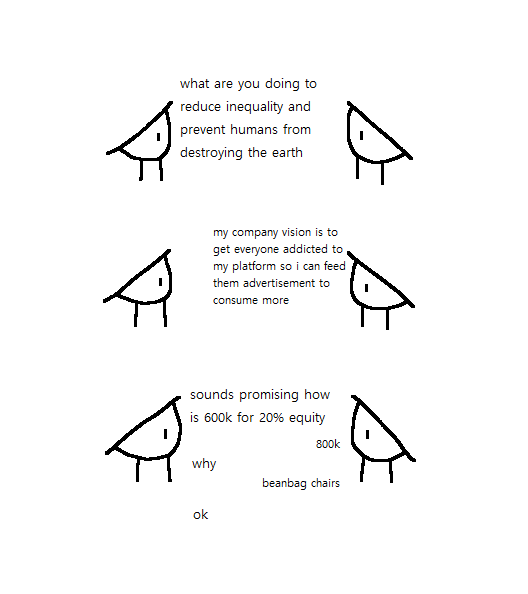 what are you doing to
reduce inequality and
prevent humans from
destroying the earth
my company vision is to
get everyone addicted to
my platform so i can feed
them advertisement to
consume more
sounds promising how
is 600k for 20% equity
800k
why
beanbag chairs
ok